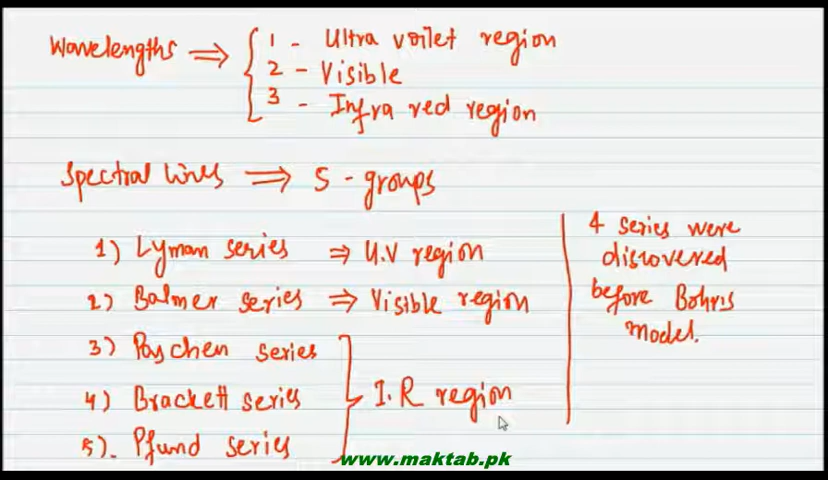 Wavelengths ⇒ { 1 - Ultra voilet region
2 - Visible
3 - Infra red region
Spectral lines ⇒ 5 - groups
1) Lyman series ⇒ U.V region
2) Balmer series ⇒ Visible region
3) Paschen series
4) Brackett series } I.R region
5). Pfund series
4 series were
discovered
before Bohr's
Model.
www.maktab.pk